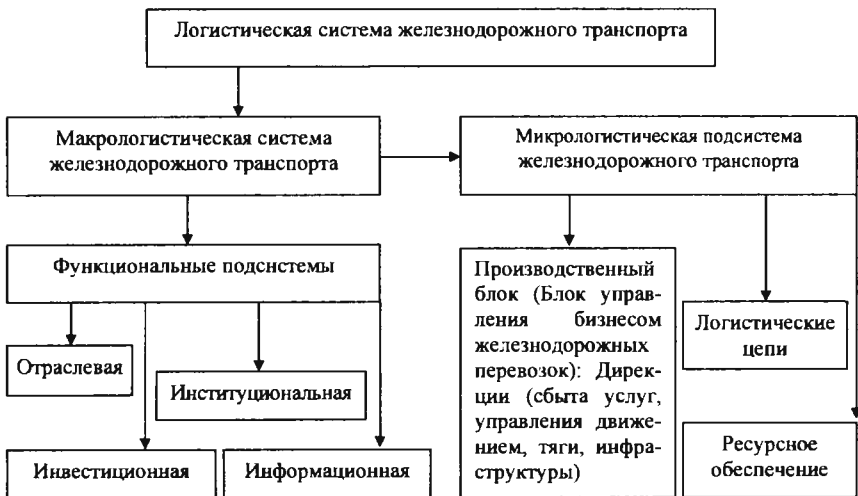 Логистическая система железнодорожного транспорта
Макрологистическая система
железнодорожного транспорта
Микрологистическая подсистема
железнодорожного транспорта
Функциональные подсистемы
Отраслевая
Институциональная
Инвестиционная
Информационная
Производственный
блок (Блок управ-
ления бизнесом
железнодорожных
перевозок): Дирек-
ции (сбыта услуг,
управления движе-
нием, тяги, инфра-
структуры)
Логистические
цепи
Ресурсное
обеспечение